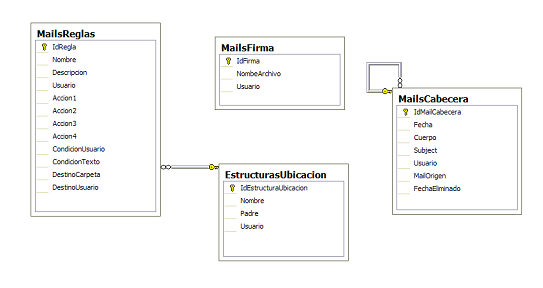 MailsReglas
IdRegla
Nombre
Descripcion
Usuario
Accion1
Accion2
Accion3
Accion4
CondicionUsuario
CondicionTexto
DestinoCarpeta
DestinoUsuario
MailsFirma
IdFirma
NombeArchivo
Usuario
EstructurasUbicacion
IdEstructuraUbicacion
Nombre
Padre
Usuario
MailsCabecera
IdMailCabecera
Fecha
Cuerpo
Subject
Usuario
MailOrigen
FechaEliminado